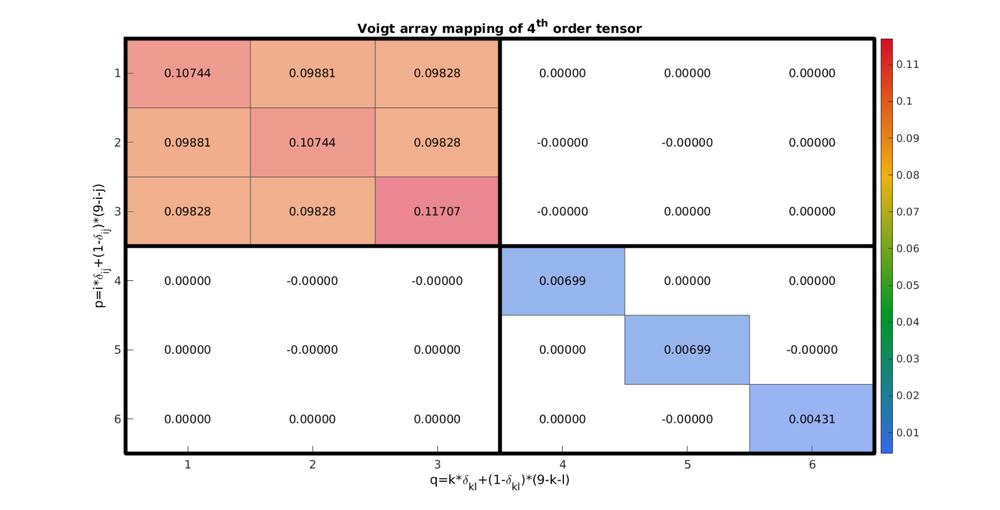 Voigt array mapping of 4th order tensor
1 0.10744 0.09881 0.09828 0.00000 0.00000 0.00000
2 0.09881 0.10744 0.09828 -0.00000 -0.00000 0.00000
3 0.09828 0.09828 0.11707 -0.00000 0.00000 0.00000
4 0.00000 -0.00000 -0.00000 0.00699 0.00000 0.00000
5 0.00000 -0.00000 0.00000 0.00000 0.00699 -0.00000
6 0.00000 0.00000 0.00000 0.00000 -0.00000 0.00431
1 2 3 4 5 6
q=k*δkl+(1-δkl)*(9-k-l)
p=i*δij+(1-δij)*(9-i-j)
0.11
0.1
0.09
0.08
0.07
0.06
0.05
0.04
0.03
0.02
0.01